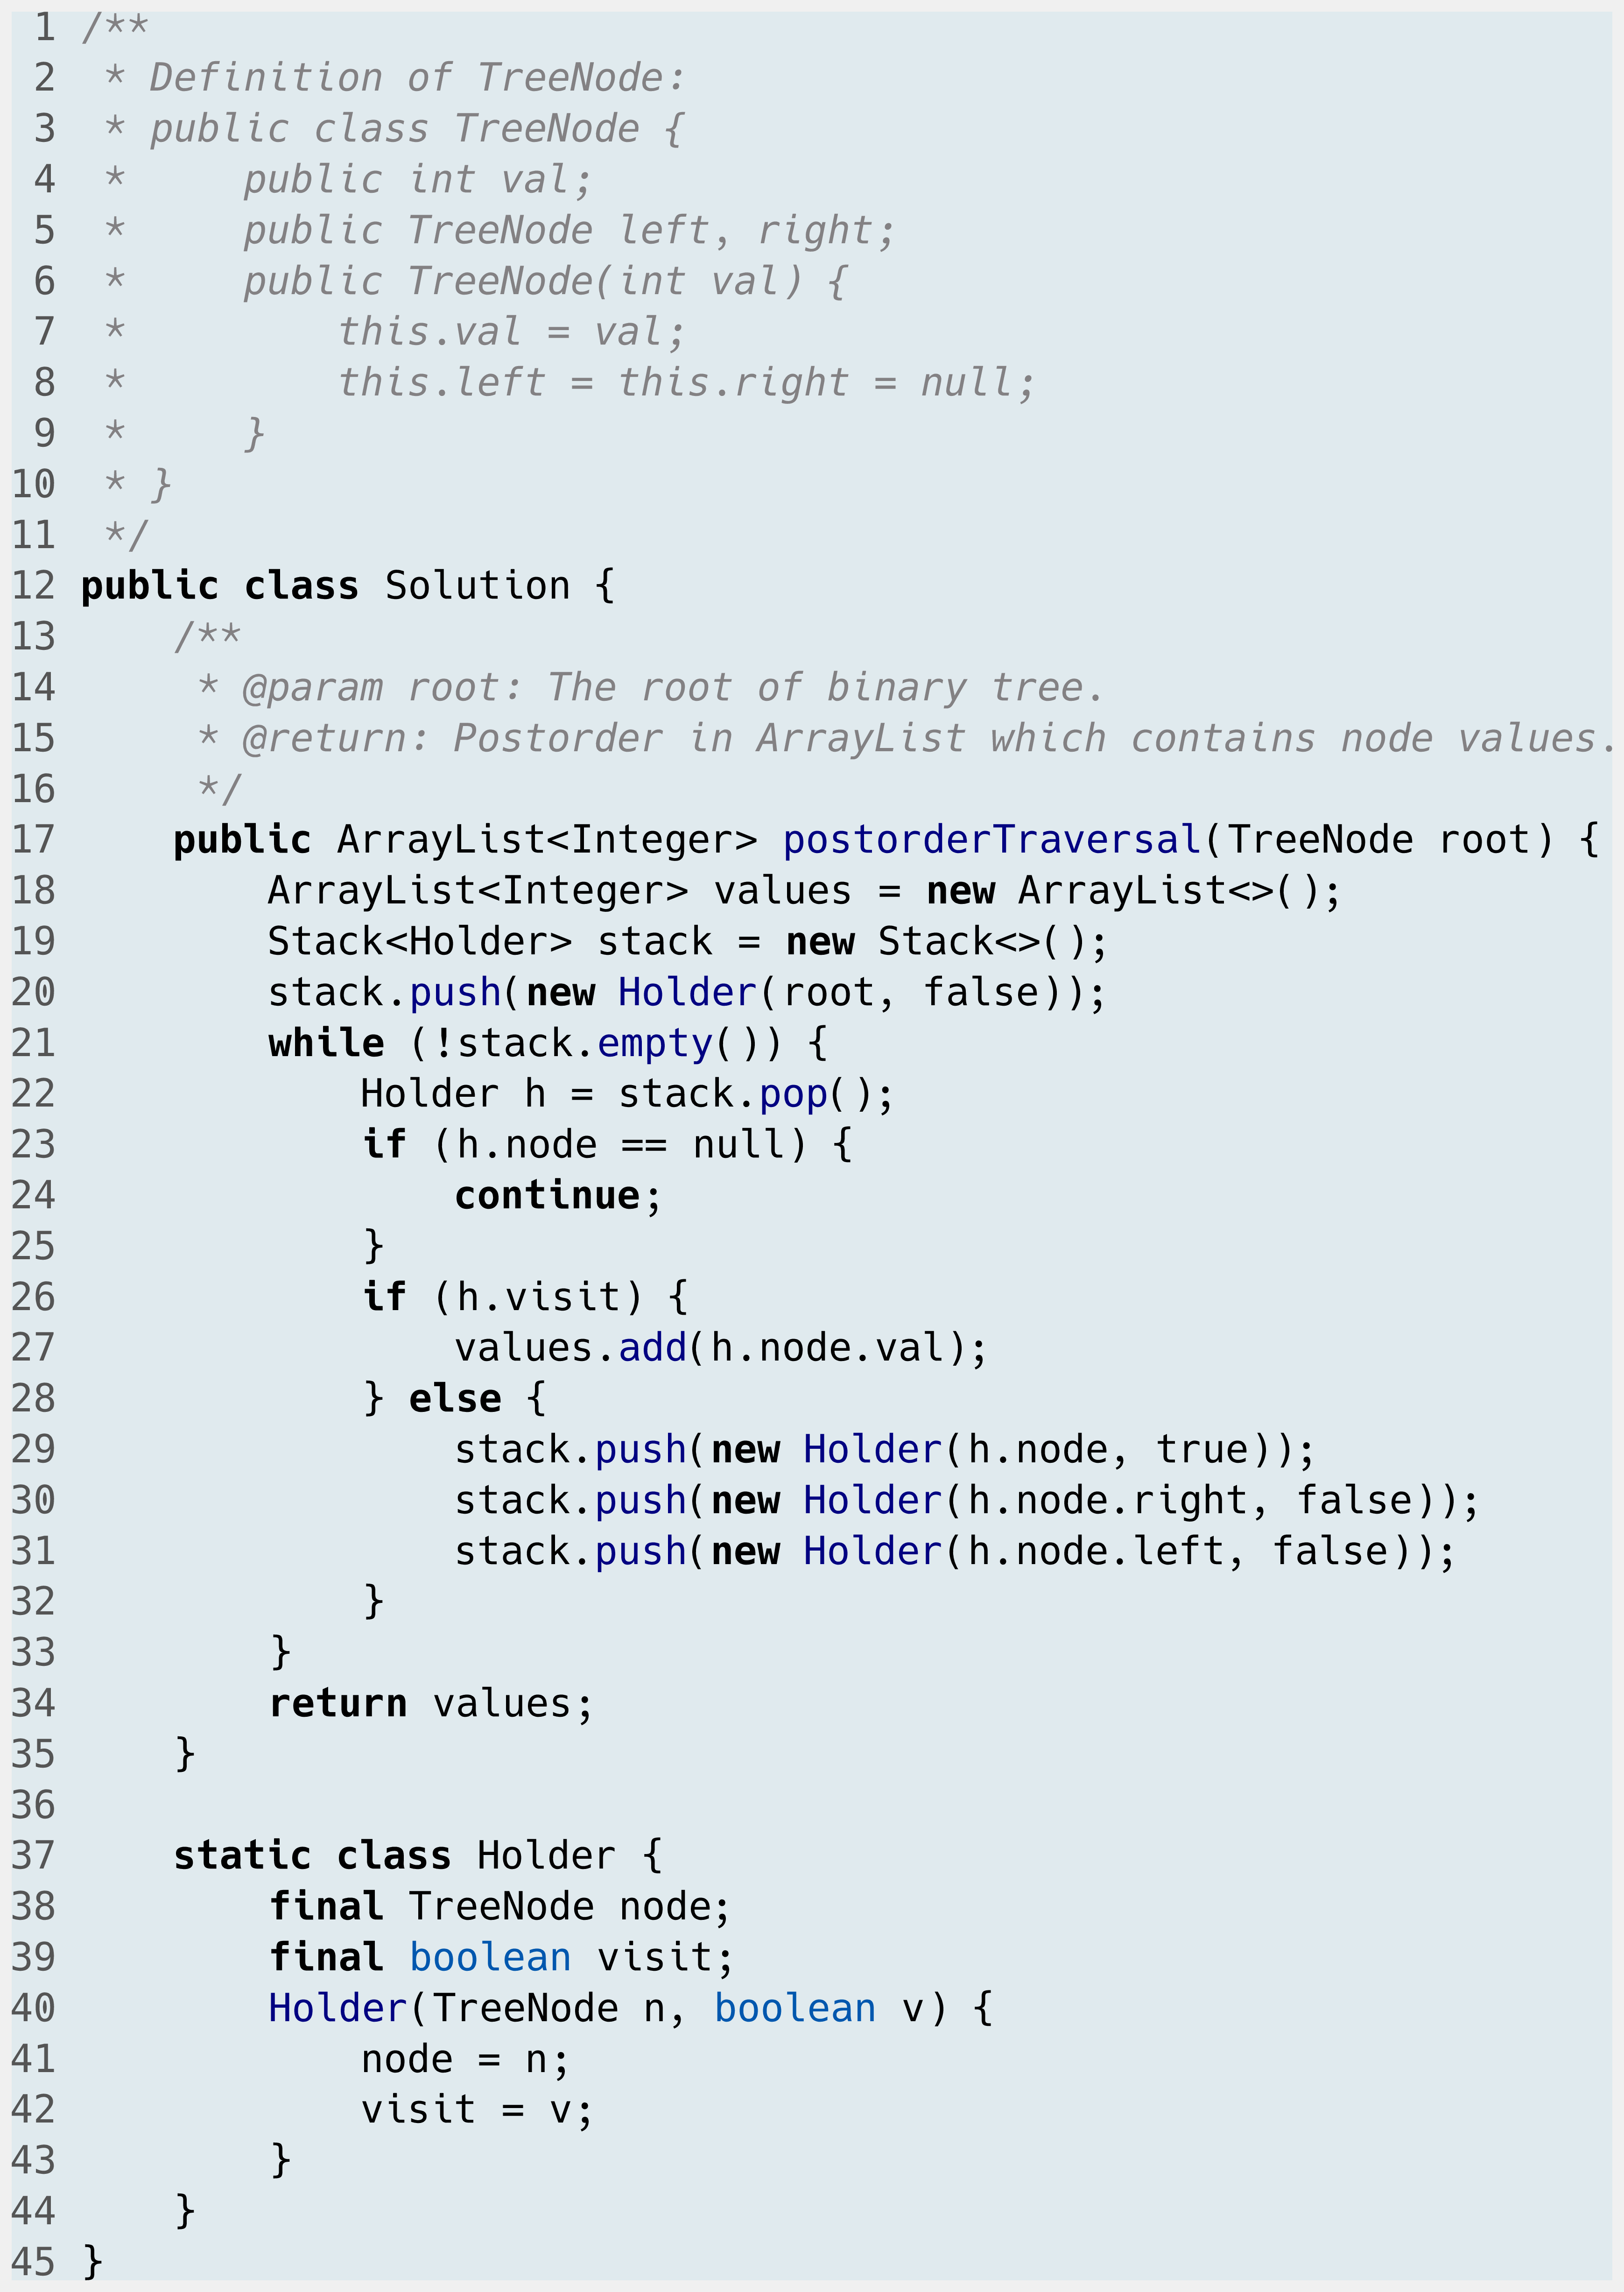 1 /**
2  * Definition of TreeNode:
3  * public class TreeNode {
4  *     public int val;
5  *     public TreeNode left, right;
6  *     public TreeNode(int val) {
7  *         this.val = val;
8  *         this.left = this.right = null;
9  *     }
10  * }
11  */
12 public class Solution {
13     /**
14      * @param root: The root of binary tree.
15      * @return: Postorder in ArrayList which contains node values.
16      */
17     public ArrayList<Integer> postorderTraversal(TreeNode root) {
18         ArrayList<Integer> values = new ArrayList<>();
19         Stack<Holder> stack = new Stack<>();
20         stack.push(new Holder(root, false));
21         while (!stack.empty()) {
22             Holder h = stack.pop();
23             if (h.node == null) {
24                 continue;
25             }
26             if (h.visit) {
27                 values.add(h.node.val);
28             } else {
29                 stack.push(new Holder(h.node, true));
30                 stack.push(new Holder(h.node.right, false));
31                 stack.push(new Holder(h.node.left, false));
32             }
33         }
34         return values;
35     }
36
37     static class Holder {
38         final TreeNode node;
39         final boolean visit;
40         Holder(TreeNode n, boolean v) {
41             node = n;
42             visit = v;
43         }
44     }
45 }